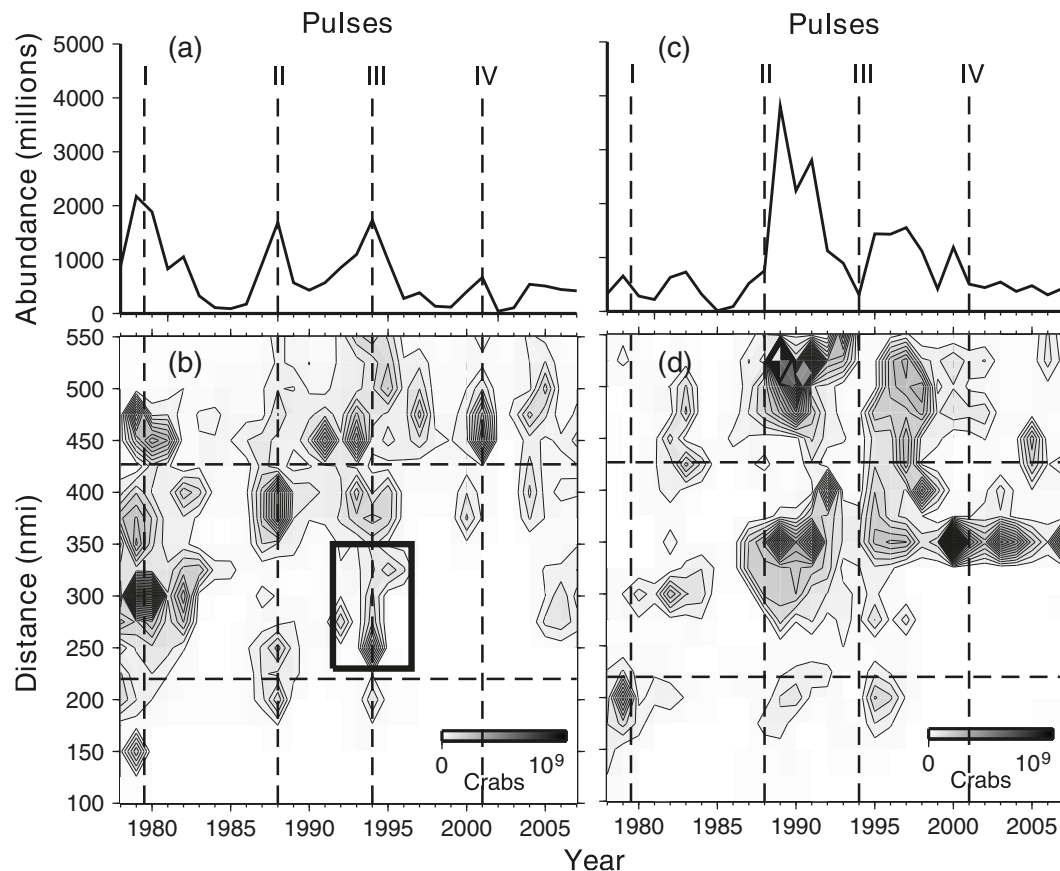 Pulses
Pulses
(a)
(c)
I II III IV
I II III IV
Abundance (millions)
5000
4000
3000
2000
1000
0
(b)
(d)
Distance (nmi)
550
500
450
400
350
300
250
200
150
100
0 10⁹
Crabs
0 10⁹
Crabs
1980 1985 1990 1995 2000 2005
1980 1985 1990 1995 2000 2005
Year